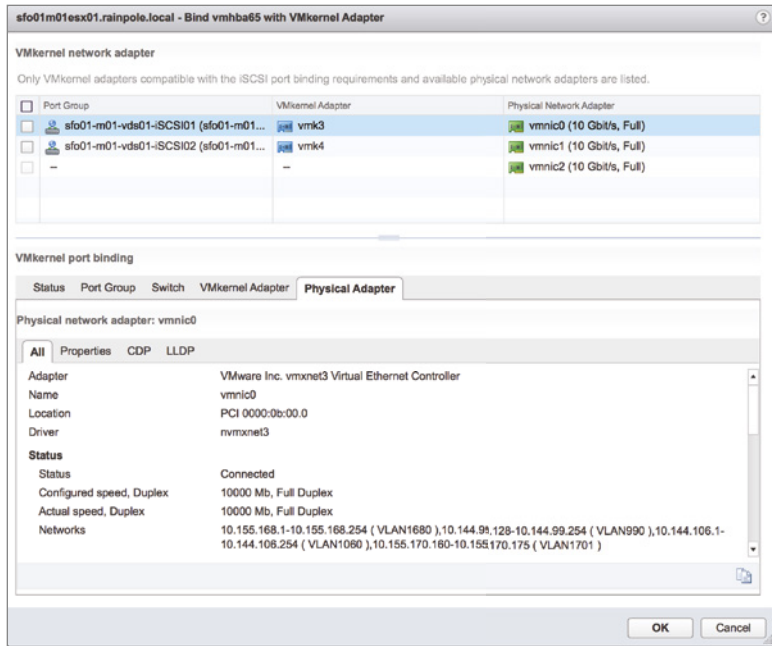 sfo01m01esx01.rainpole.local - Bind vmhba65 with VMkernel Adapter ?
VMkernel network adapter
Only VMkernel adapters compatible with the iSCSI port binding requirements and available physical network adapters are listed.
Port Group VMkernel Adapter Physical Network Adapter
sfo01-m01-vds01-iSCSI01 (sfo01-m01... vmk3 vmnic0 (10 Gbit/s, Full)
sfo01-m01-vds01-iSCSI02 (sfo01-m01... vmk4 vmnic1 (10 Gbit/s, Full)
-- -- vmnic2 (10 Gbit/s, Full)
VMkernel port binding
Status Port Group Switch VMkernel Adapter Physical Adapter
Physical network adapter: vmnic0
All Properties CDP LLDP
Adapter VMware Inc. vmxnet3 Virtual Ethernet Controller
Name vmnic0
Location PCI 0000:0b:00.0
Driver nvmxnet3
Status
Status Connected
Configured speed, Duplex 10000 Mb, Full Duplex
Actual speed, Duplex 10000 Mb, Full Duplex
Networks 10.155.168.1-10.155.168.254 ( VLAN1680 ),10.144.99.128-10.144.99.254 ( VLAN990 ),10.144.106.1-
10.144.106.254 ( VLAN1060 ),10.155.170.160-10.155.170.175 ( VLAN1701 )
OK Cancel